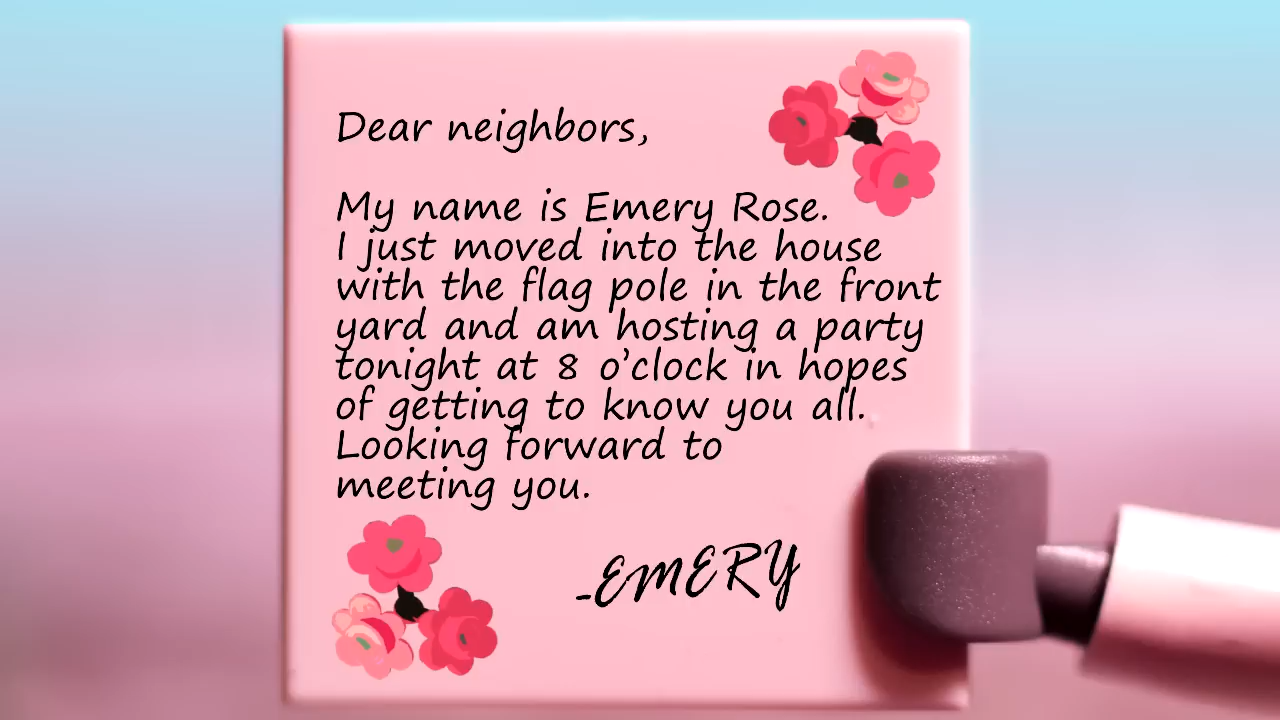 Dear neighbors,
My name is Emery Rose.
I just moved into the house
with the flag pole in the front
yard and am hosting a party
tonight at 8 o'clock in hopes
of getting to know you all.
Looking forward to
meeting you.
-EMERY